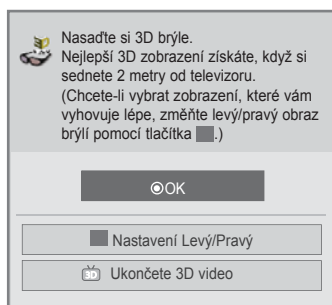 Nasaďte si 3D brýle.
Nejlepší 3D zobrazení získáte, když si
sednete 2 metry od televizoru.
(Chcete-li vybrat zobrazení, které vám
vyhovuje lépe, změňte levý/pravý obraz
brýlí pomocí tlačítka .)
OK
Nastavení Levý/Pravý
3D Ukončete 3D video